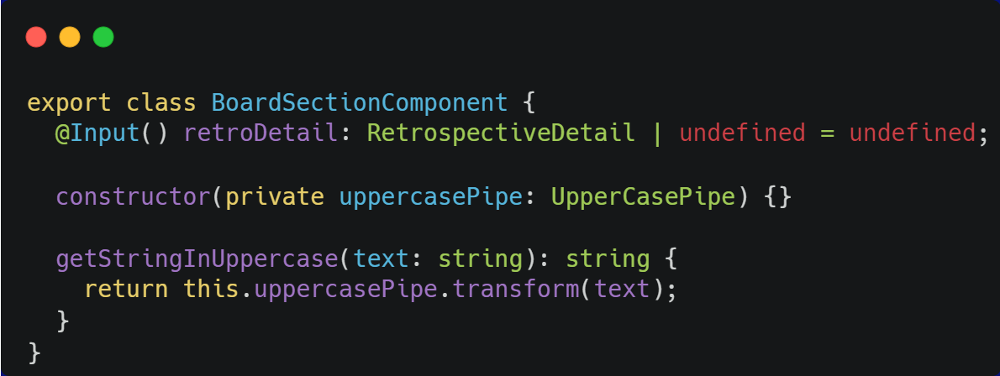 export class BoardSectionComponent {
  @Input() retroDetail: RetrospectiveDetail | undefined = undefined;
  constructor(private uppercasePipe: UpperCasePipe) {}
  getStringInUppercase(text: string): string {
    return this.uppercasePipe.transform(text);
  }
}